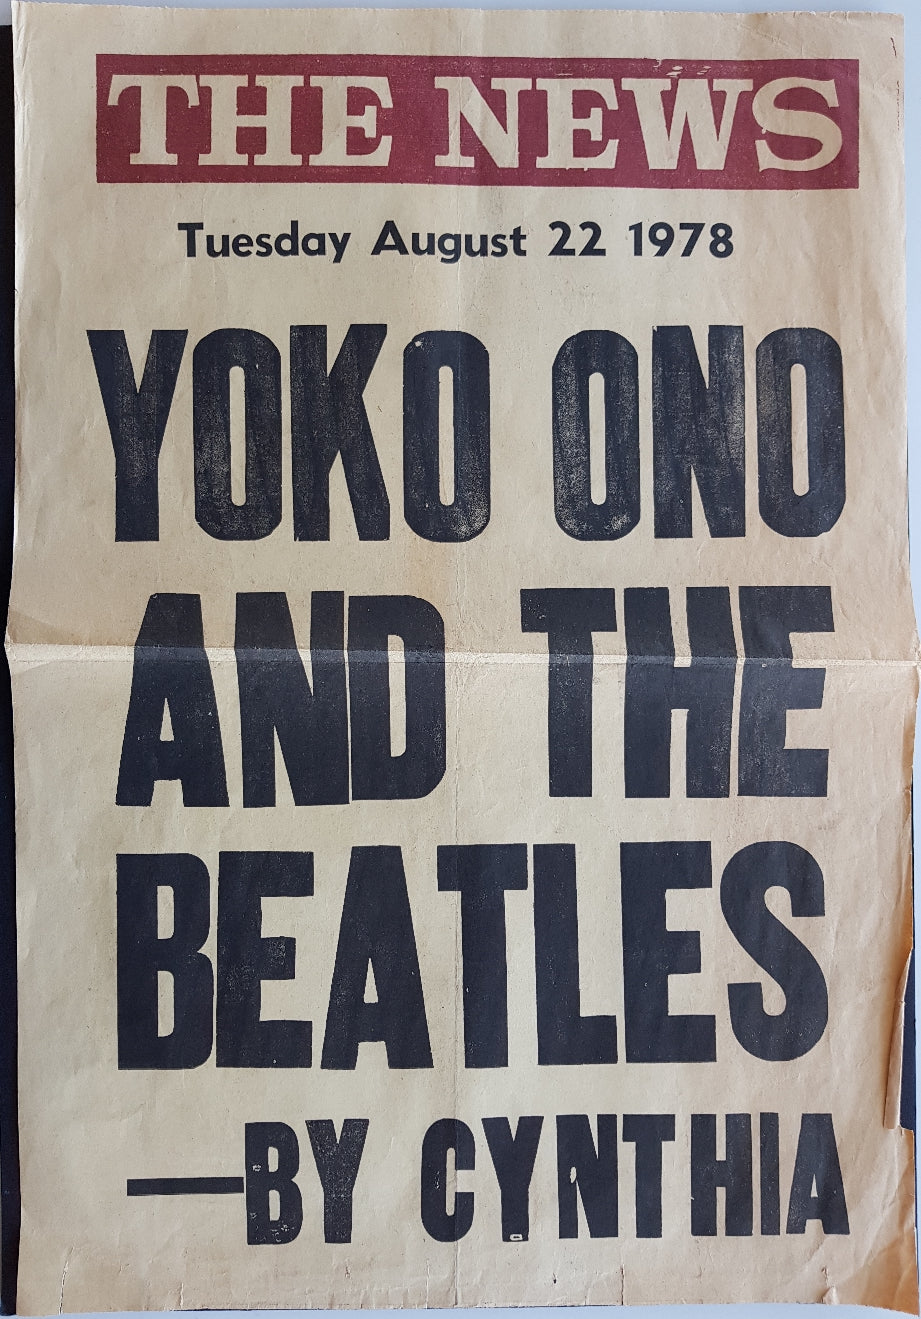 THE NEWS
Tuesday August 22 1978
YOKO ONO
AND THE
BEATLES
—BY CYNTHIA